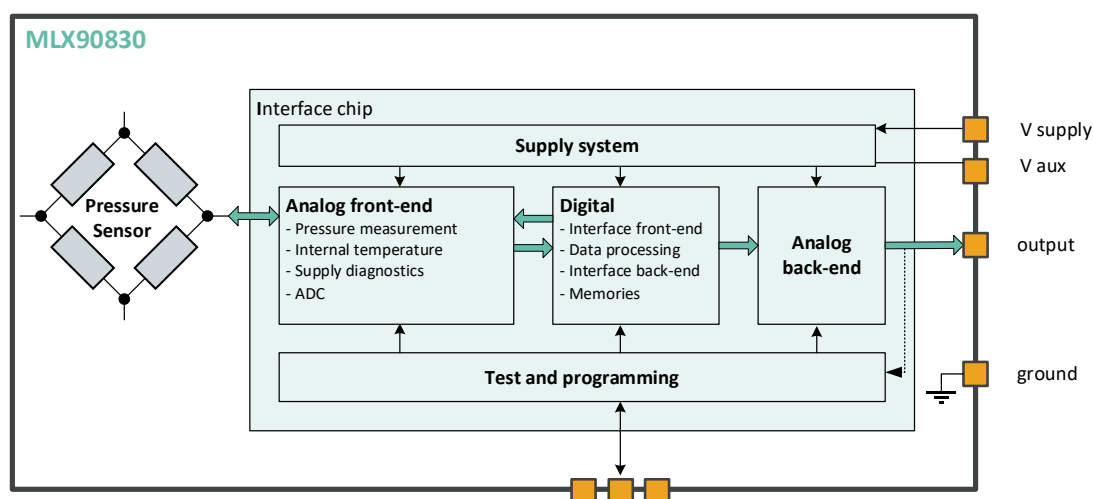 MLX90830
Interface chip
Supply system
V supply
V aux
Pressure
Sensor
Analog front-end
- Pressure measurement
- Internal temperature
- Supply diagnostics
- ADC
Digital
- Interface front-end
- Data processing
- Interface back-end
- Memories
Analog
back-end
output
Test and programming
ground